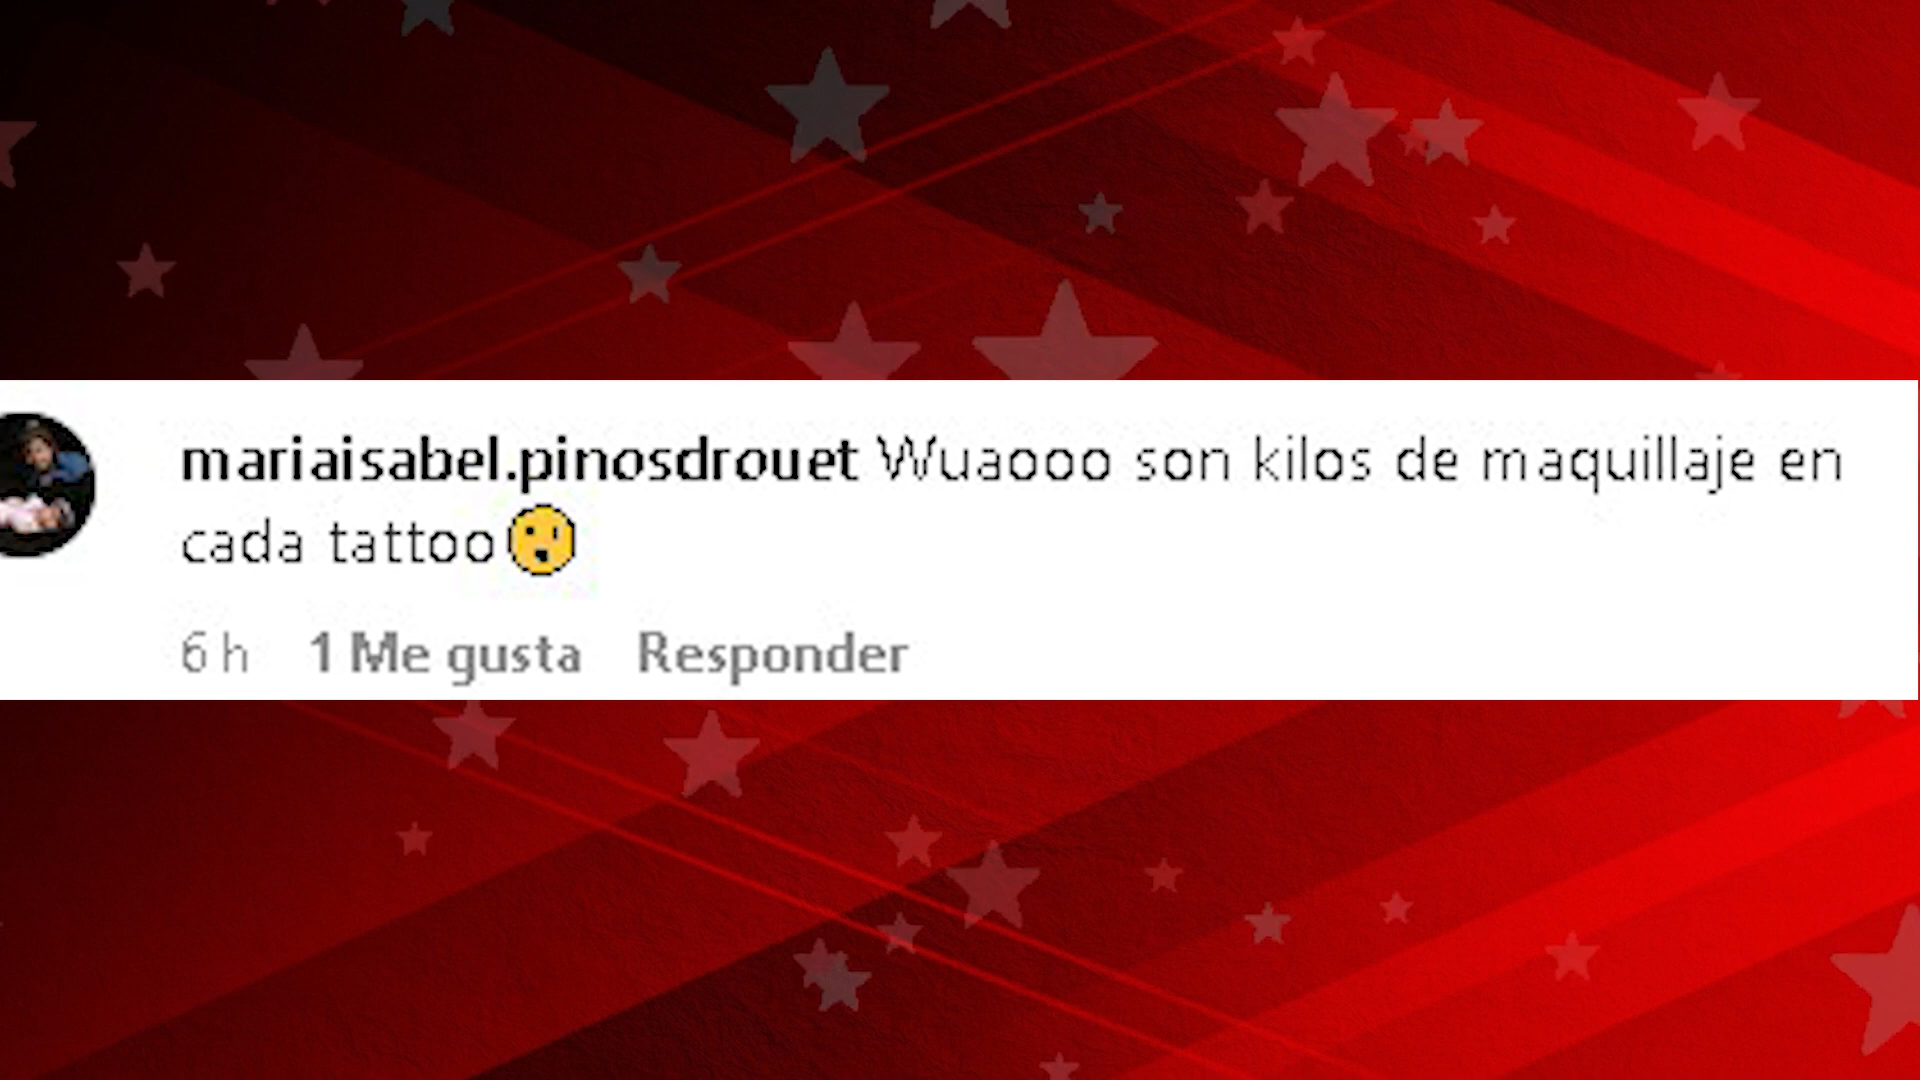 mariaisabel.pinosdrouet Wuaooo son kilos de maquillaje en
cada tattoo😯
6 h 1 Me gusta Responder